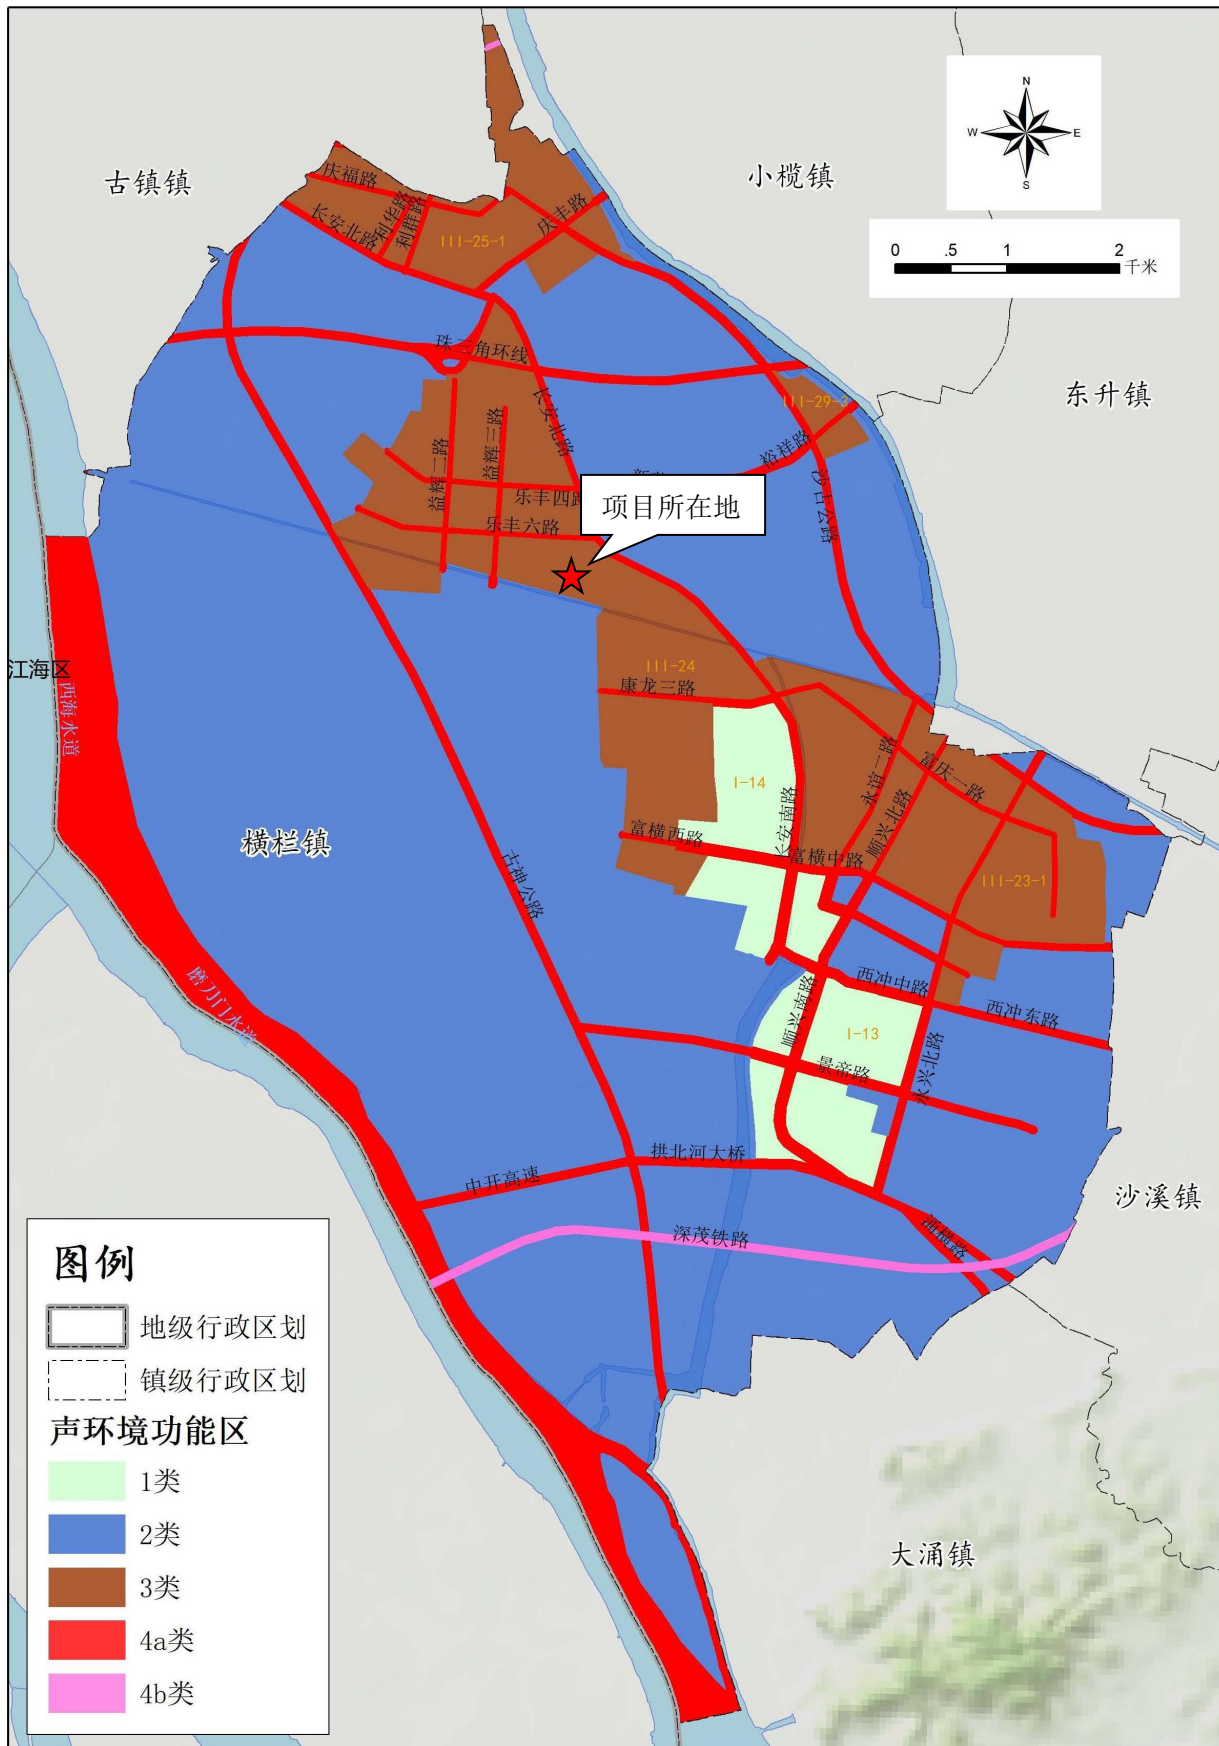 N
W
E
S
0
.5
1
2
千米
古镇镇
小榄镇
庆福路
利华路
利群路
长安北路
庆丰路
III-25-1
珠三角环线
东升镇
III-29-3
长安北路
益辉二路
益辉三路
裕祥路
沙古公路
乐丰四路
项目所在地
乐丰六路
江海区
西海水道
III-24
康龙三路
I-14
永谊二路
富庆一路
顺兴北路
长安南路
横栏镇
富横西路
富横中路
古神公路
III-23-1
西冲中路
西冲东路
磨刀门水道
顺兴南路
I-13
景帝路
永兴北路
拱北河大桥
中开高速
沙溪镇
深茂铁路
浦横路
大涌镇
图例
地级行政区划
镇级行政区划
声环境功能区
1类
2类
3类
4a类
4b类